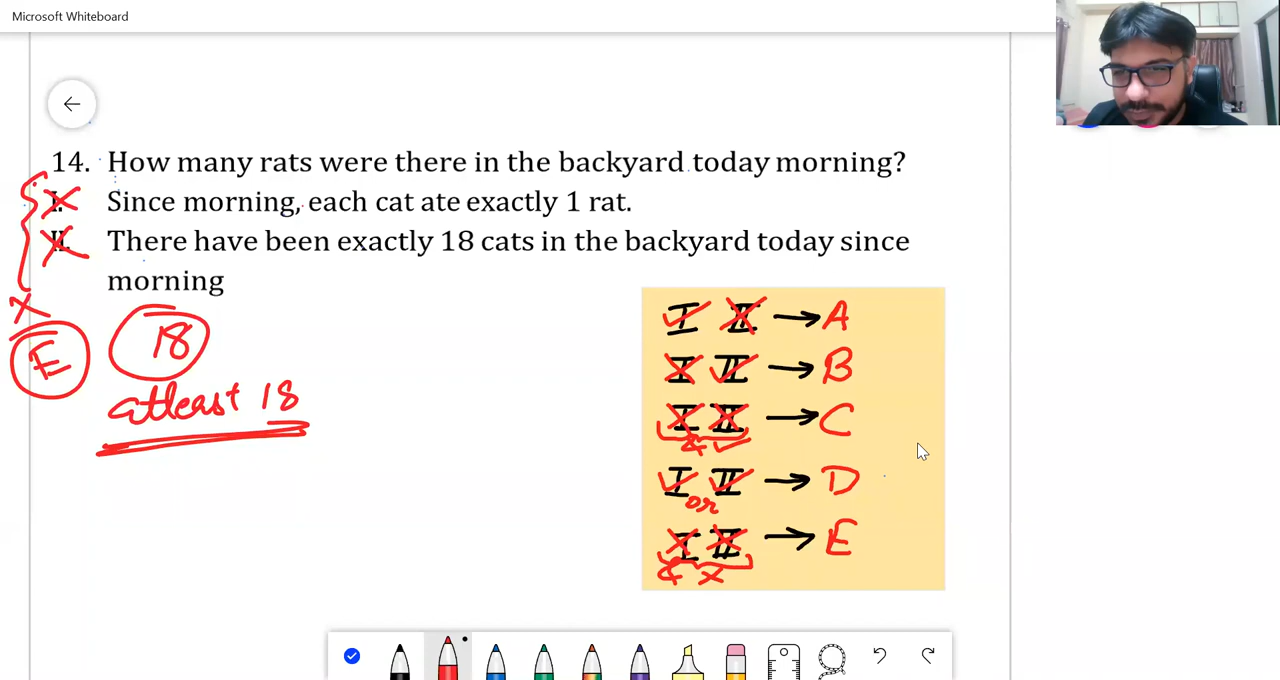 Microsoft Whiteboard
14. How many rats were there in the backyard today morning?
I. Since morning, each cat ate exactly 1 rat.
II. There have been exactly 18 cats in the backyard today since
morning
X
E
18
atleast 18
I II → A
I II → B
I II → C
&
I II → D
or
I II → E
& X